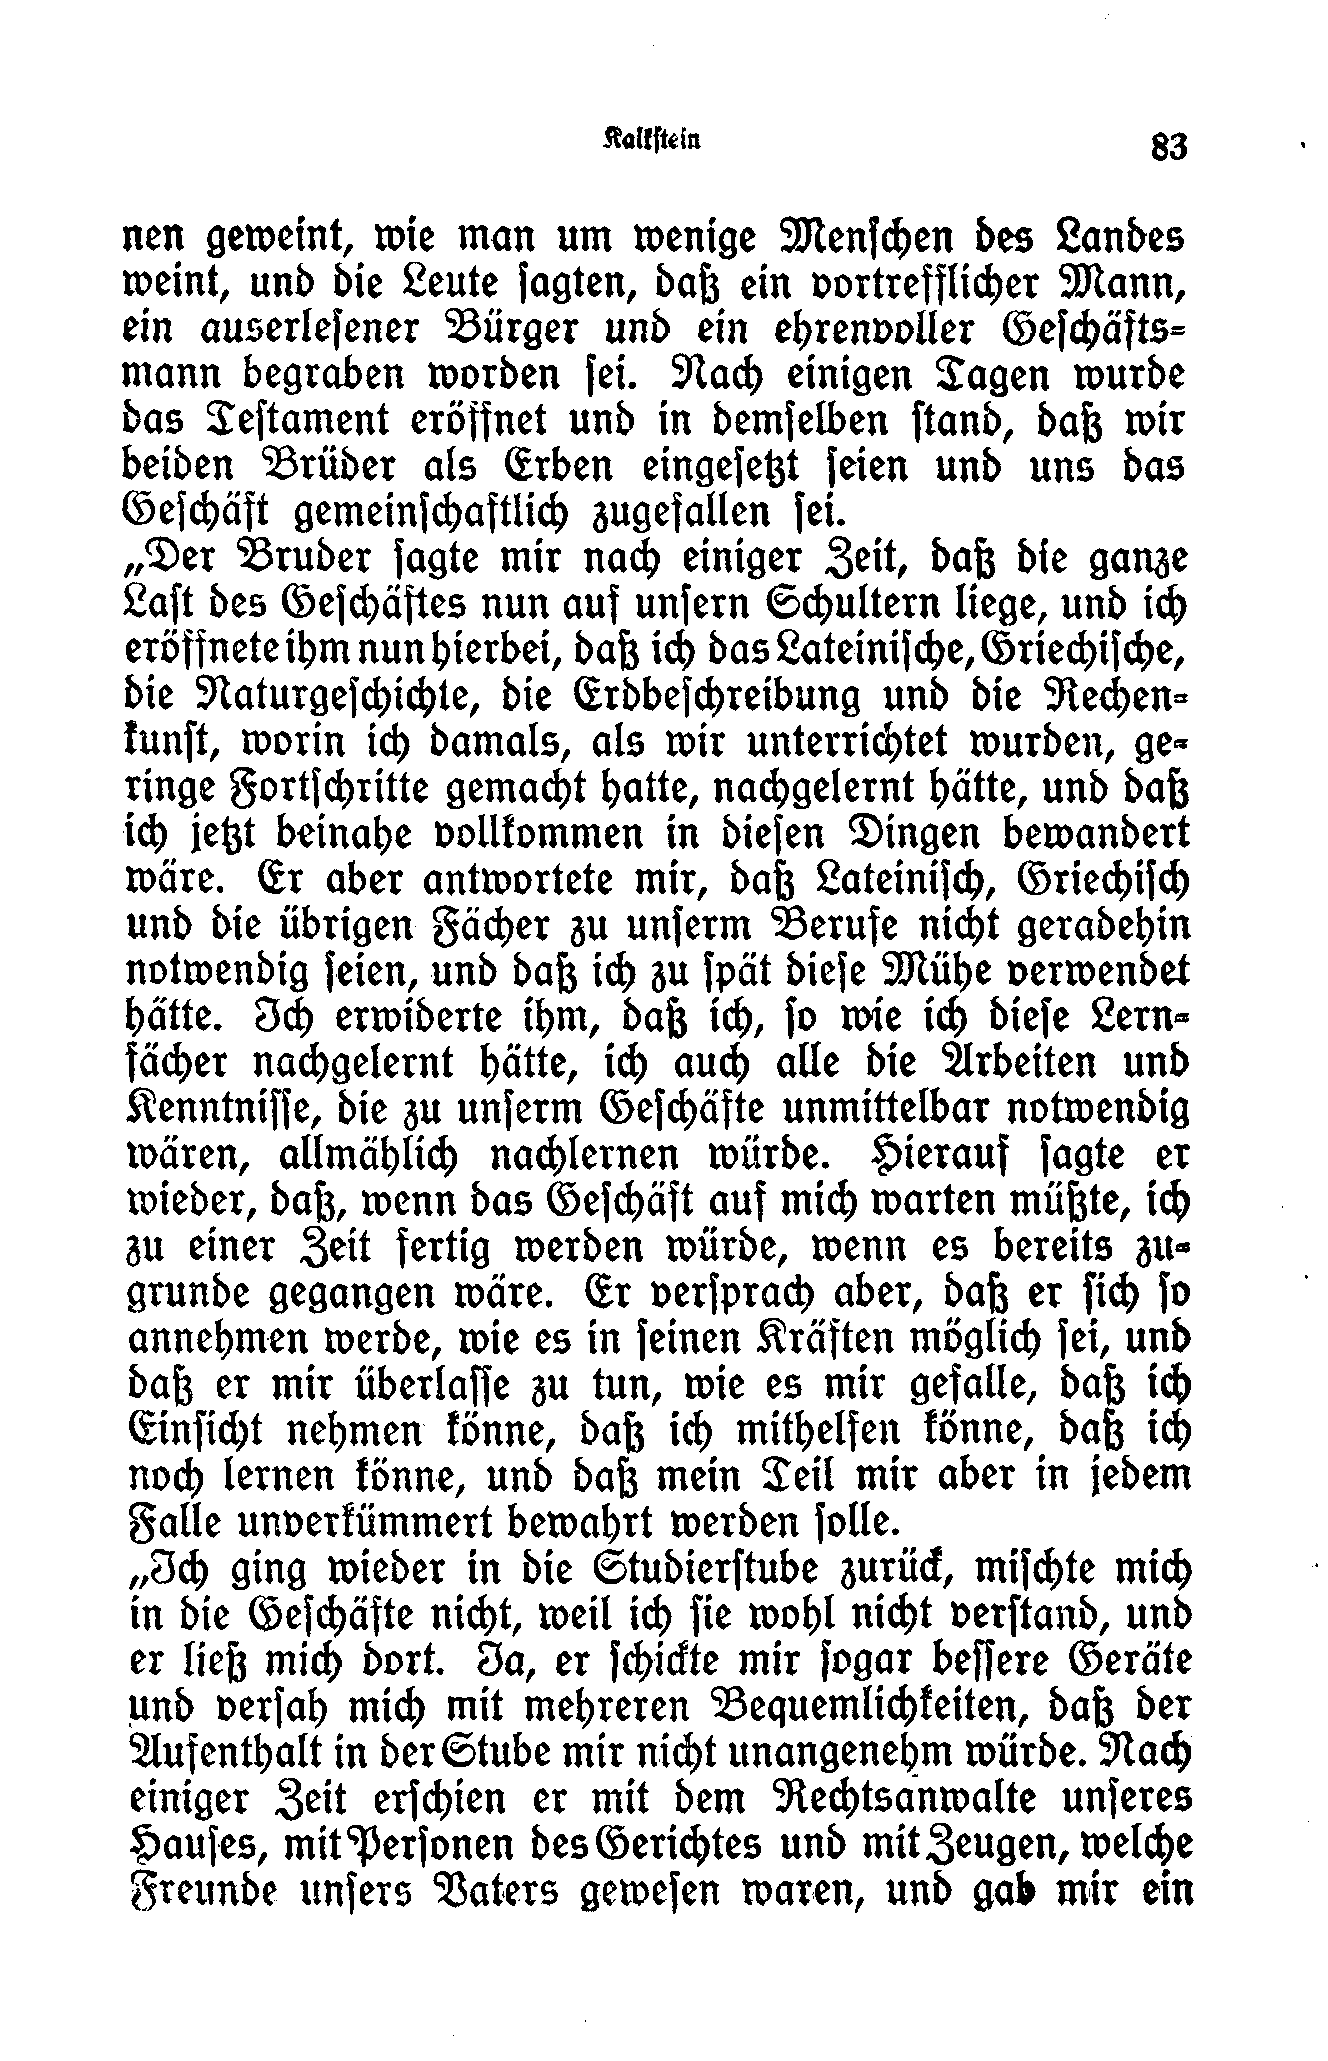 Kalkstein
83
nen geweint, wie man um wenige Menschen des Landes
weint, und die Leute sagten, daß ein vortrefflicher Mann,
ein auserlesener Bürger und ein ehrenvoller Geschäfts-
mann begraben worden sei. Nach einigen Tagen wurde
das Testament eröffnet und in demselben stand, daß wir
beiden Brüder als Erben eingesetzt seien und uns das
Geschäft gemeinschaftlich zugefallen sei.
„Der Bruder sagte mir nach einiger Zeit, daß die ganze
Last des Geschäftes nun auf unsern Schultern liege, und ich
eröffnete ihm nun hierbei, daß ich das Lateinische, Griechische,
die Naturgeschichte, die Erdbeschreibung und die Rechen-
kunst, worin ich damals, als wir unterrichtet wurden, ge-
ringe Fortschritte gemacht hatte, nachgelernt hätte, und daß
ich jetzt beinahe vollkommen in diesen Dingen bewandert
wäre. Er aber antwortete mir, daß Lateinisch, Griechisch
und die übrigen Fächer zu unserm Berufe nicht geradehin
notwendig seien, und daß ich zu spät diese Mühe verwendet
hätte. Ich erwiderte ihm, daß ich, so wie ich diese Lern-
fächer nachgelernt hätte, ich auch alle die Arbeiten und
Kenntnisse, die zu unserm Geschäfte unmittelbar notwendig
wären, allmählich nachlernen würde. Hierauf sagte er
wieder, daß, wenn das Geschäft auf mich warten müßte, ich
zu einer Zeit fertig werden würde, wenn es bereits zu-
grunde gegangen wäre. Er versprach aber, daß er sich so
annehmen werde, wie es in seinen Kräften möglich sei, und
daß er mir überlasse zu tun, wie es mir gefalle, daß ich
Einsicht nehmen könne, daß ich mithelfen könne, daß ich
noch lernen könne, und daß mein Teil mir aber in jedem
Falle unverkümmert bewahrt werden solle.
„Ich ging wieder in die Studierstube zurück, mischte mich
in die Geschäfte nicht, weil ich sie wohl nicht verstand, und
er ließ mich dort. Ja, er schickte mir sogar bessere Geräte
und versah mich mit mehreren Bequemlichkeiten, daß der
Aufenthalt in der Stube mir nicht unangenehm würde. Nach
einiger Zeit erschien er mit dem Rechtsanwalte unseres
Hauses, mit Personen des Gerichtes und mit Zeugen, welche
Freunde unsers Vaters gewesen waren, und gab mir ein